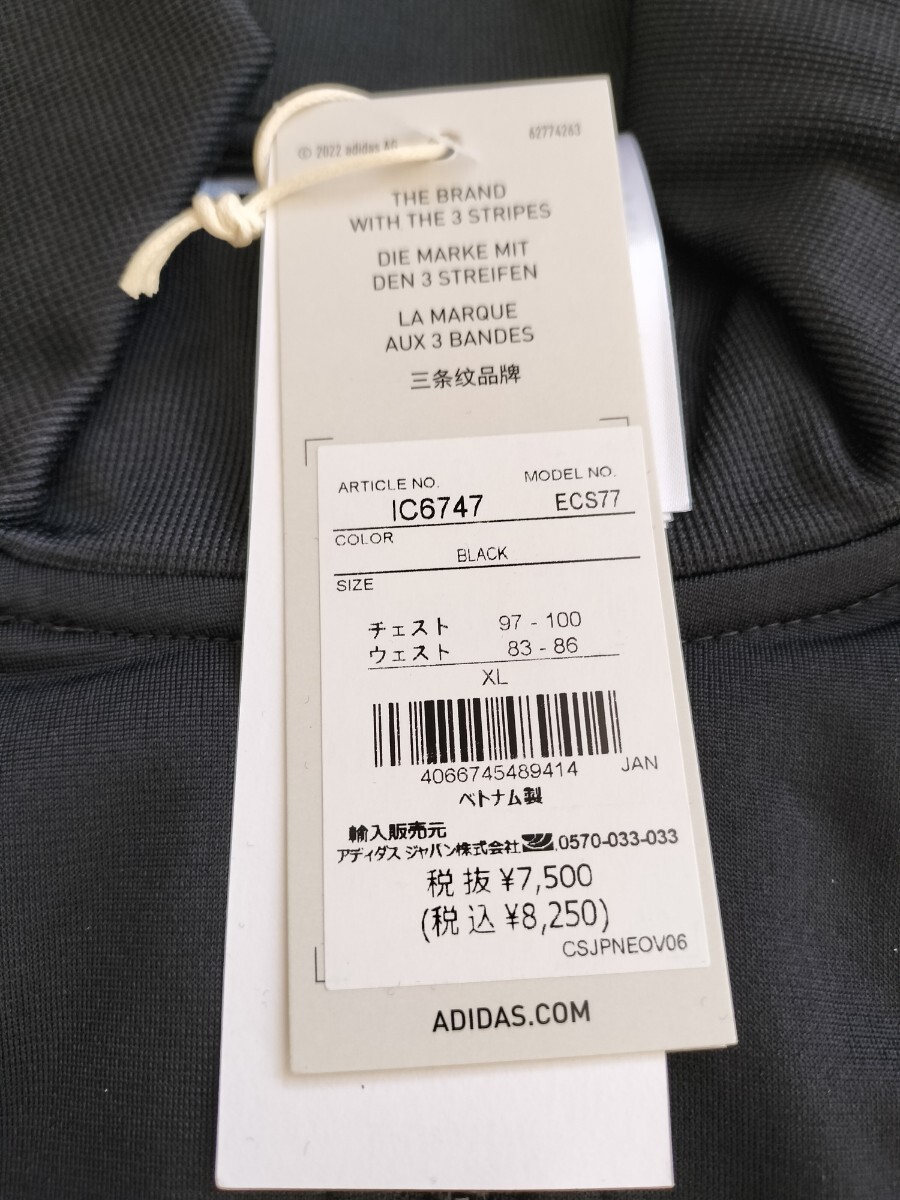 © 2022 adidas AG
62774263
THE BRAND
WITH THE 3 STRIPES
DIE MARKE MIT
DEN 3 STREIFEN
LA MARQUE
AUX 3 BANDES
三条纹品牌
ARTICLE NO. MODEL NO.
IC6747 ECS77
COLOR
BLACK
SIZE
チェスト 97 - 100
ウェスト 83 - 86
XL
4066745489414 JAN
ベトナム製
輸入販売元
アディダス ジャパン株式会社 0570-033-033
税 抜 ¥7,500
(税 込 ¥8,250)
CSJPNEOV06
ADIDAS.COM